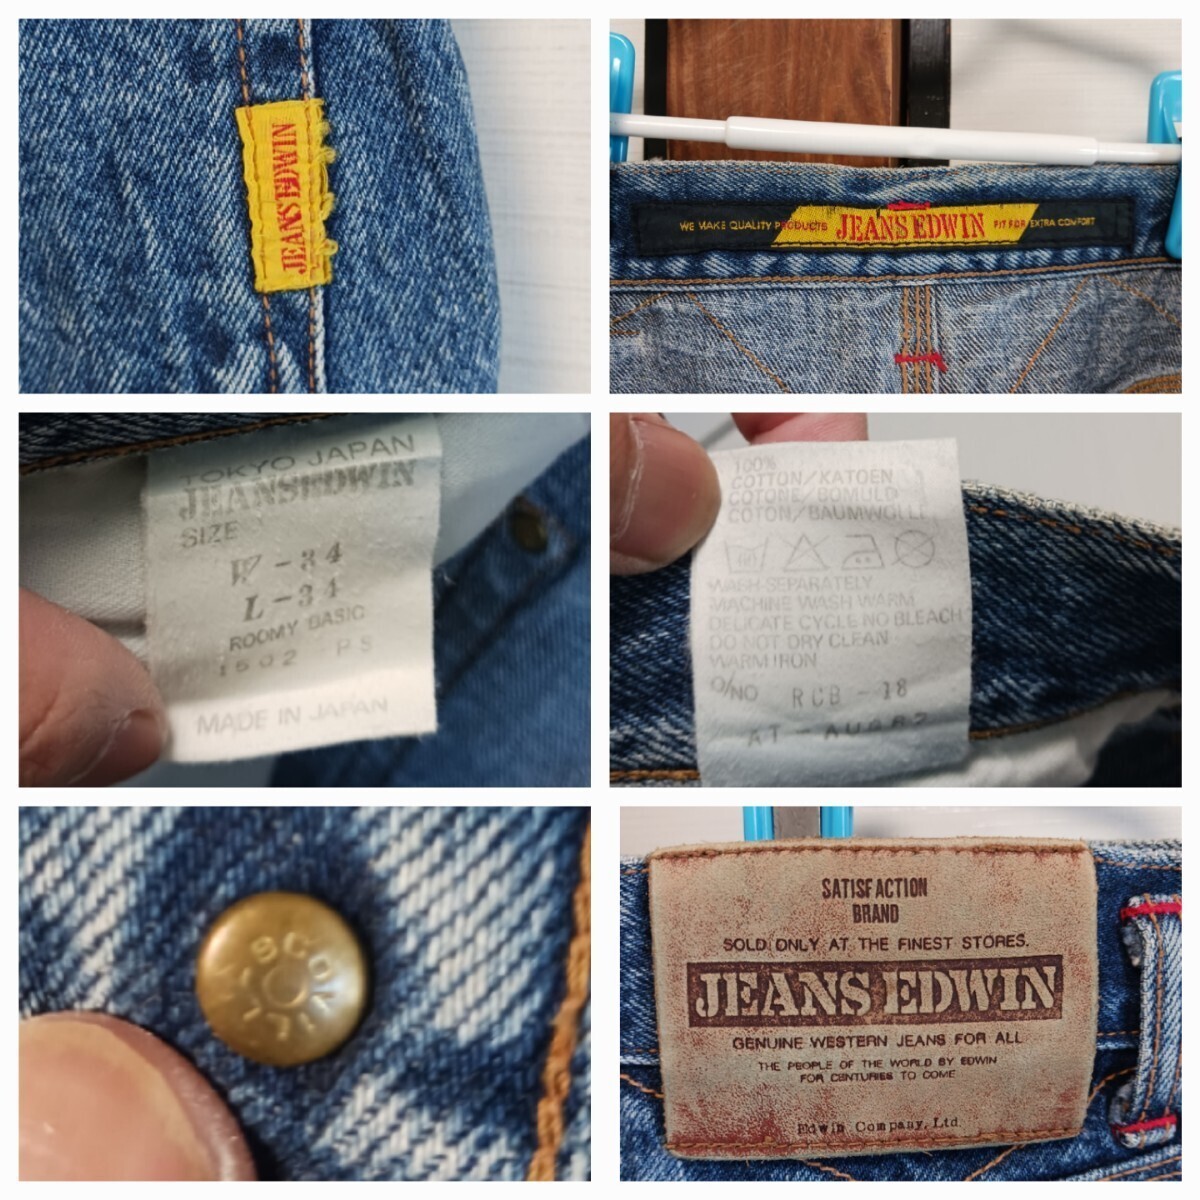 JEANS EDWIN
WE MAKE QUALITY PRODUCTS JEANS EDWIN FIT FOR EXTRA COMFORT
TOKYO JAPAN
JEANS EDWIN
SIZE
W-34
L-34
ROOMY BASIC
1502 PS
MADE IN JAPAN
100%
COTTON/KATOEN
COTONE/BOMULD
COTON/BAUMWOLLE
WASH SEPARATELY
MACHINE WASH WARM
DELICATE CYCLE NO BLEACH
DO NOT DRY CLEAN
WARM IRON
O/NO RCB-18
SCOVILL
SATISFACTION
BRAND
SOLD ONLY AT THE FINEST STORES.
JEANS EDWIN
GENUINE WESTERN JEANS FOR ALL
THE PEOPLE OF THE WORLD BY EDWIN
FOR CENTURIES TO COME
Edwin Company, Ltd.